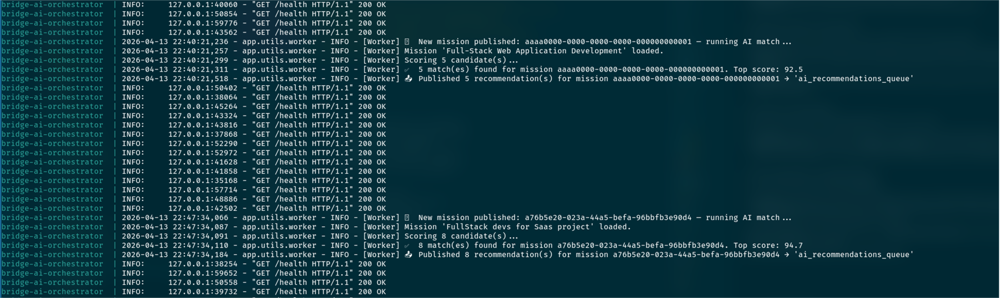 bridge-ai-orchestrator | INFO: 127.0.0.1:40060 - "GET /health HTTP/1.1" 200 OK
bridge-ai-orchestrator | INFO: 127.0.0.1:50854 - "GET /health HTTP/1.1" 200 OK
bridge-ai-orchestrator | INFO: 127.0.0.1:59776 - "GET /health HTTP/1.1" 200 OK
bridge-ai-orchestrator | INFO: 127.0.0.1:43562 - "GET /health HTTP/1.1" 200 OK
bridge-ai-orchestrator | 2026-04-13 22:40:21,236 - app.utils.worker - INFO - [Worker] New mission published: aaaa0000-0000-0000-0000-000000000001 — running AI match...
bridge-ai-orchestrator | 2026-04-13 22:40:21,257 - app.utils.worker - INFO - [Worker] Mission 'Full-Stack Web Application Development' loaded.
bridge-ai-orchestrator | 2026-04-13 22:40:21,299 - app.utils.worker - INFO - [Worker] Scoring 5 candidate(s)...
bridge-ai-orchestrator | 2026-04-13 22:40:21,311 - app.utils.worker - INFO - [Worker] ✅ 5 match(es) found for mission aaaa0000-0000-0000-0000-000000000001. Top score: 92.5
bridge-ai-orchestrator | 2026-04-13 22:40:21,518 - app.utils.worker - INFO - [Worker] 📤 Published 5 recommendation(s) for mission aaaa0000-0000-0000-0000-000000000001 → 'ai_recommendations_queue'
bridge-ai-orchestrator | INFO: 127.0.0.1:50402 - "GET /health HTTP/1.1" 200 OK
bridge-ai-orchestrator | INFO: 127.0.0.1:38064 - "GET /health HTTP/1.1" 200 OK
bridge-ai-orchestrator | INFO: 127.0.0.1:45264 - "GET /health HTTP/1.1" 200 OK
bridge-ai-orchestrator | INFO: 127.0.0.1:43324 - "GET /health HTTP/1.1" 200 OK
bridge-ai-orchestrator | INFO: 127.0.0.1:43816 - "GET /health HTTP/1.1" 200 OK
bridge-ai-orchestrator | INFO: 127.0.0.1:37868 - "GET /health HTTP/1.1" 200 OK
bridge-ai-orchestrator | INFO: 127.0.0.1:52290 - "GET /health HTTP/1.1" 200 OK
bridge-ai-orchestrator | INFO: 127.0.0.1:52972 - "GET /health HTTP/1.1" 200 OK
bridge-ai-orchestrator | INFO: 127.0.0.1:41628 - "GET /health HTTP/1.1" 200 OK
bridge-ai-orchestrator | INFO: 127.0.0.1:41858 - "GET /health HTTP/1.1" 200 OK
bridge-ai-orchestrator | INFO: 127.0.0.1:35168 - "GET /health HTTP/1.1" 200 OK
bridge-ai-orchestrator | INFO: 127.0.0.1:57714 - "GET /health HTTP/1.1" 200 OK
bridge-ai-orchestrator | INFO: 127.0.0.1:48886 - "GET /health HTTP/1.1" 200 OK
bridge-ai-orchestrator | INFO: 127.0.0.1:42502 - "GET /health HTTP/1.1" 200 OK
bridge-ai-orchestrator | 2026-04-13 22:47:34,066 - app.utils.worker - INFO - [Worker] New mission published: a76b5e20-023a-44a5-befa-96bbfb3e90d4 — running AI match...
bridge-ai-orchestrator | 2026-04-13 22:47:34,087 - app.utils.worker - INFO - [Worker] Mission 'FullStack devs for Saas project' loaded.
bridge-ai-orchestrator | 2026-04-13 22:47:34,091 - app.utils.worker - INFO - [Worker] Scoring 8 candidate(s)...
bridge-ai-orchestrator | 2026-04-13 22:47:34,110 - app.utils.worker - INFO - [Worker] ✅ 8 match(es) found for mission a76b5e20-023a-44a5-befa-96bbfb3e90d4. Top score: 94.7
bridge-ai-orchestrator | 2026-04-13 22:47:34,184 - app.utils.worker - INFO - [Worker] 📤 Published 8 recommendation(s) for mission a76b5e20-023a-44a5-befa-96bbfb3e90d4 → 'ai_recommendations_queue'
bridge-ai-orchestrator | INFO: 127.0.0.1:38254 - "GET /health HTTP/1.1" 200 OK
bridge-ai-orchestrator | INFO: 127.0.0.1:59652 - "GET /health HTTP/1.1" 200 OK
bridge-ai-orchestrator | INFO: 127.0.0.1:50558 - "GET /health HTTP/1.1" 200 OK
bridge-ai-orchestrator | INFO: 127.0.0.1:39732 - "GET /health HTTP/1.1" 200 OK